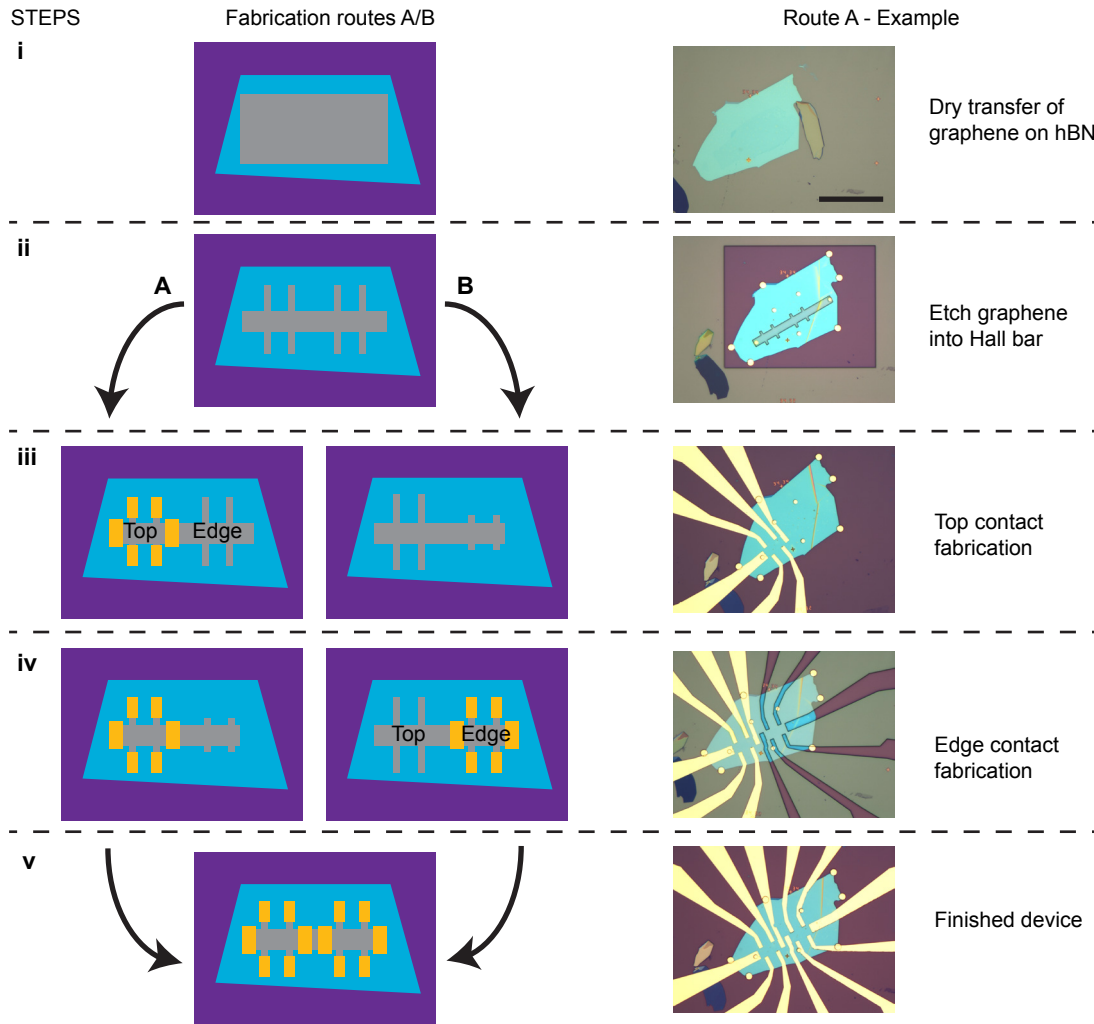 STEPS
Fabrication routes A/B
Route A - Example
i
Dry transfer of
graphene on hBN
ii
A
B
Etch graphene
into Hall bar
iii
Top
Edge
Top contact
fabrication
iv
Top
Edge
Edge contact
fabrication
v
Finished device